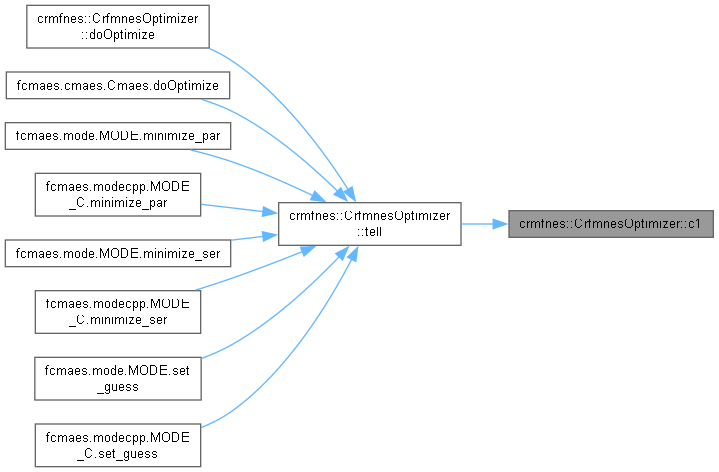 crmfnes::CrfmnesOptimizer
::doOptimize
fcmaes.cmaes.Cmaes.doOptimize
fcmaes.mode.MODE.minimize_par
fcmaes.modecpp.MODE
_C.minimize_par
fcmaes.mode.MODE.minimize_ser
fcmaes.modecpp.MODE
_C.minimize_ser
fcmaes.mode.MODE.set
_guess
fcmaes.modecpp.MODE
_C.set_guess
crmfnes::CrfmnesOptimizer
::tell
crmfnes::CrfmnesOptimizer::c1